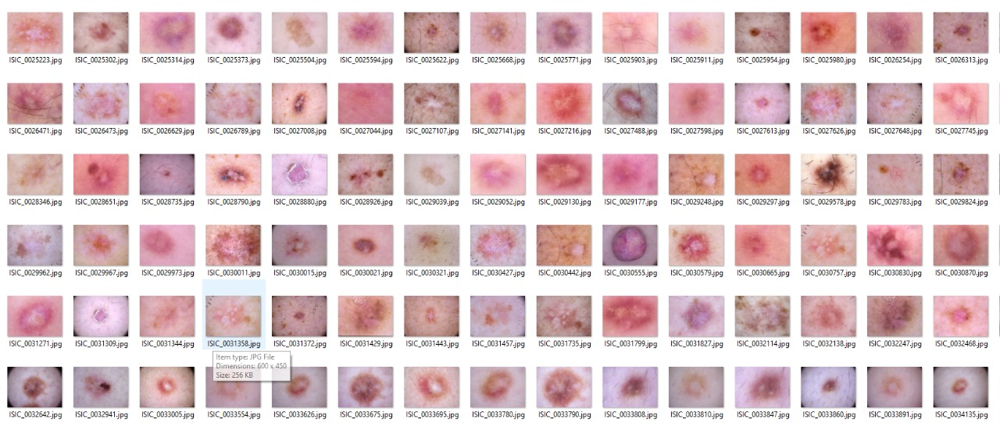 ISIC_0025223.jpg ISIC_0025302.jpg ISIC_0025314.jpg ISIC_0025373.jpg ISIC_0025504.jpg ISIC_0025594.jpg ISIC_0025622.jpg ISIC_0025668.jpg ISIC_0025771.jpg ISIC_0025903.jpg ISIC_0025911.jpg ISIC_0025954.jpg ISIC_0025980.jpg ISIC_0026254.jpg ISIC_0026313.jpg
ISIC_0026471.jpg ISIC_0026473.jpg ISIC_0026629.jpg ISIC_0026789.jpg ISIC_0027008.jpg ISIC_0027044.jpg ISIC_0027107.jpg ISIC_0027141.jpg ISIC_0027216.jpg ISIC_0027488.jpg ISIC_0027598.jpg ISIC_0027613.jpg ISIC_0027626.jpg ISIC_0027648.jpg ISIC_0027745.jpg
ISIC_0028346.jpg ISIC_0028651.jpg ISIC_0028735.jpg ISIC_0028790.jpg ISIC_0028880.jpg ISIC_0028926.jpg ISIC_0029039.jpg ISIC_0029052.jpg ISIC_0029130.jpg ISIC_0029177.jpg ISIC_0029248.jpg ISIC_0029297.jpg ISIC_0029578.jpg ISIC_0029783.jpg ISIC_0029824.jpg
ISIC_0029962.jpg ISIC_0029967.jpg ISIC_0029973.jpg ISIC_0030011.jpg ISIC_0030015.jpg ISIC_0030021.jpg ISIC_0030321.jpg ISIC_0030427.jpg ISIC_0030442.jpg ISIC_0030555.jpg ISIC_0030579.jpg ISIC_0030665.jpg ISIC_0030757.jpg ISIC_0030830.jpg ISIC_0030870.jpg
ISIC_0031271.jpg ISIC_0031309.jpg ISIC_0031344.jpg ISIC_0031358.jpg ISIC_0031372.jpg ISIC_0031429.jpg ISIC_0031443.jpg ISIC_0031457.jpg ISIC_0031735.jpg ISIC_0031799.jpg ISIC_0031827.jpg ISIC_0032114.jpg ISIC_0032138.jpg ISIC_0032247.jpg ISIC_0032468.jpg
Item type: JPG File
Dimensions: 600 x 450
Size: 256 KB
ISIC_0032642.jpg ISIC_0032941.jpg ISIC_0033005.jpg ISIC_0033554.jpg ISIC_0033626.jpg ISIC_0033675.jpg ISIC_0033695.jpg ISIC_0033780.jpg ISIC_0033790.jpg ISIC_0033808.jpg ISIC_0033810.jpg ISIC_0033847.jpg ISIC_0033860.jpg ISIC_0033891.jpg ISIC_0034135.jpg